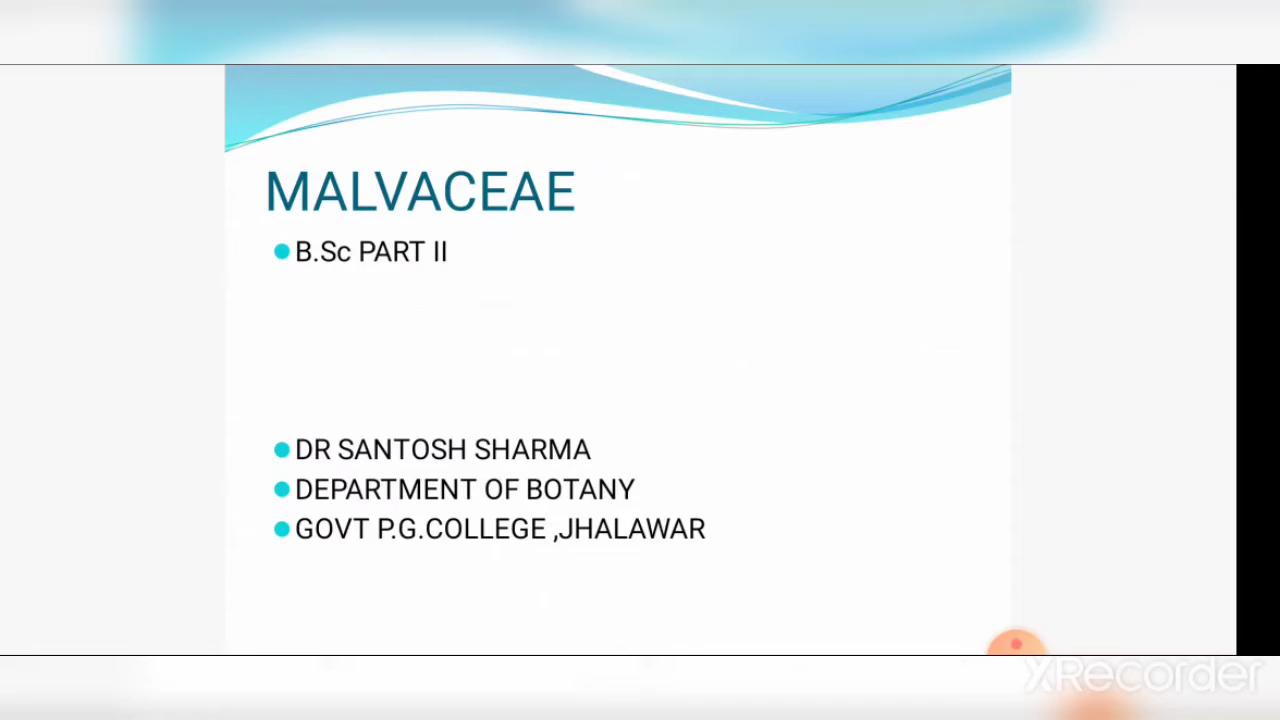 MALVACEAE
B.Sc PART II
DR SANTOSH SHARMA
DEPARTMENT OF BOTANY
GOVT P.G.COLLEGE ,JHALAWAR
XRecorder